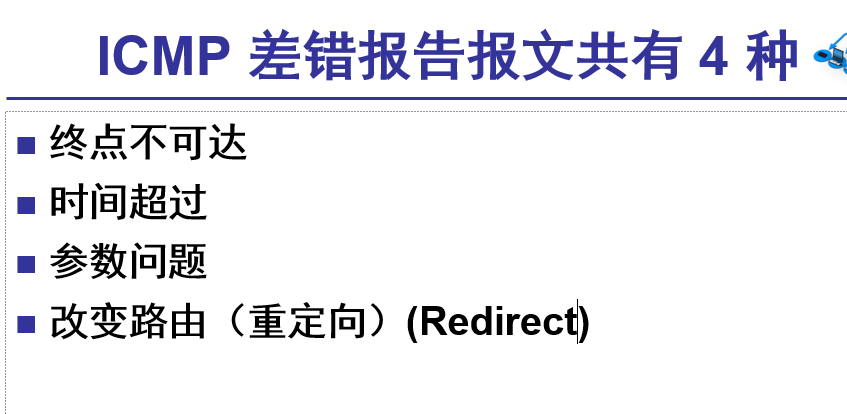 ICMP 差错报告报文共有 4 种
终点不可达
时间超过
参数问题
改变路由（重定向）(Redirect)